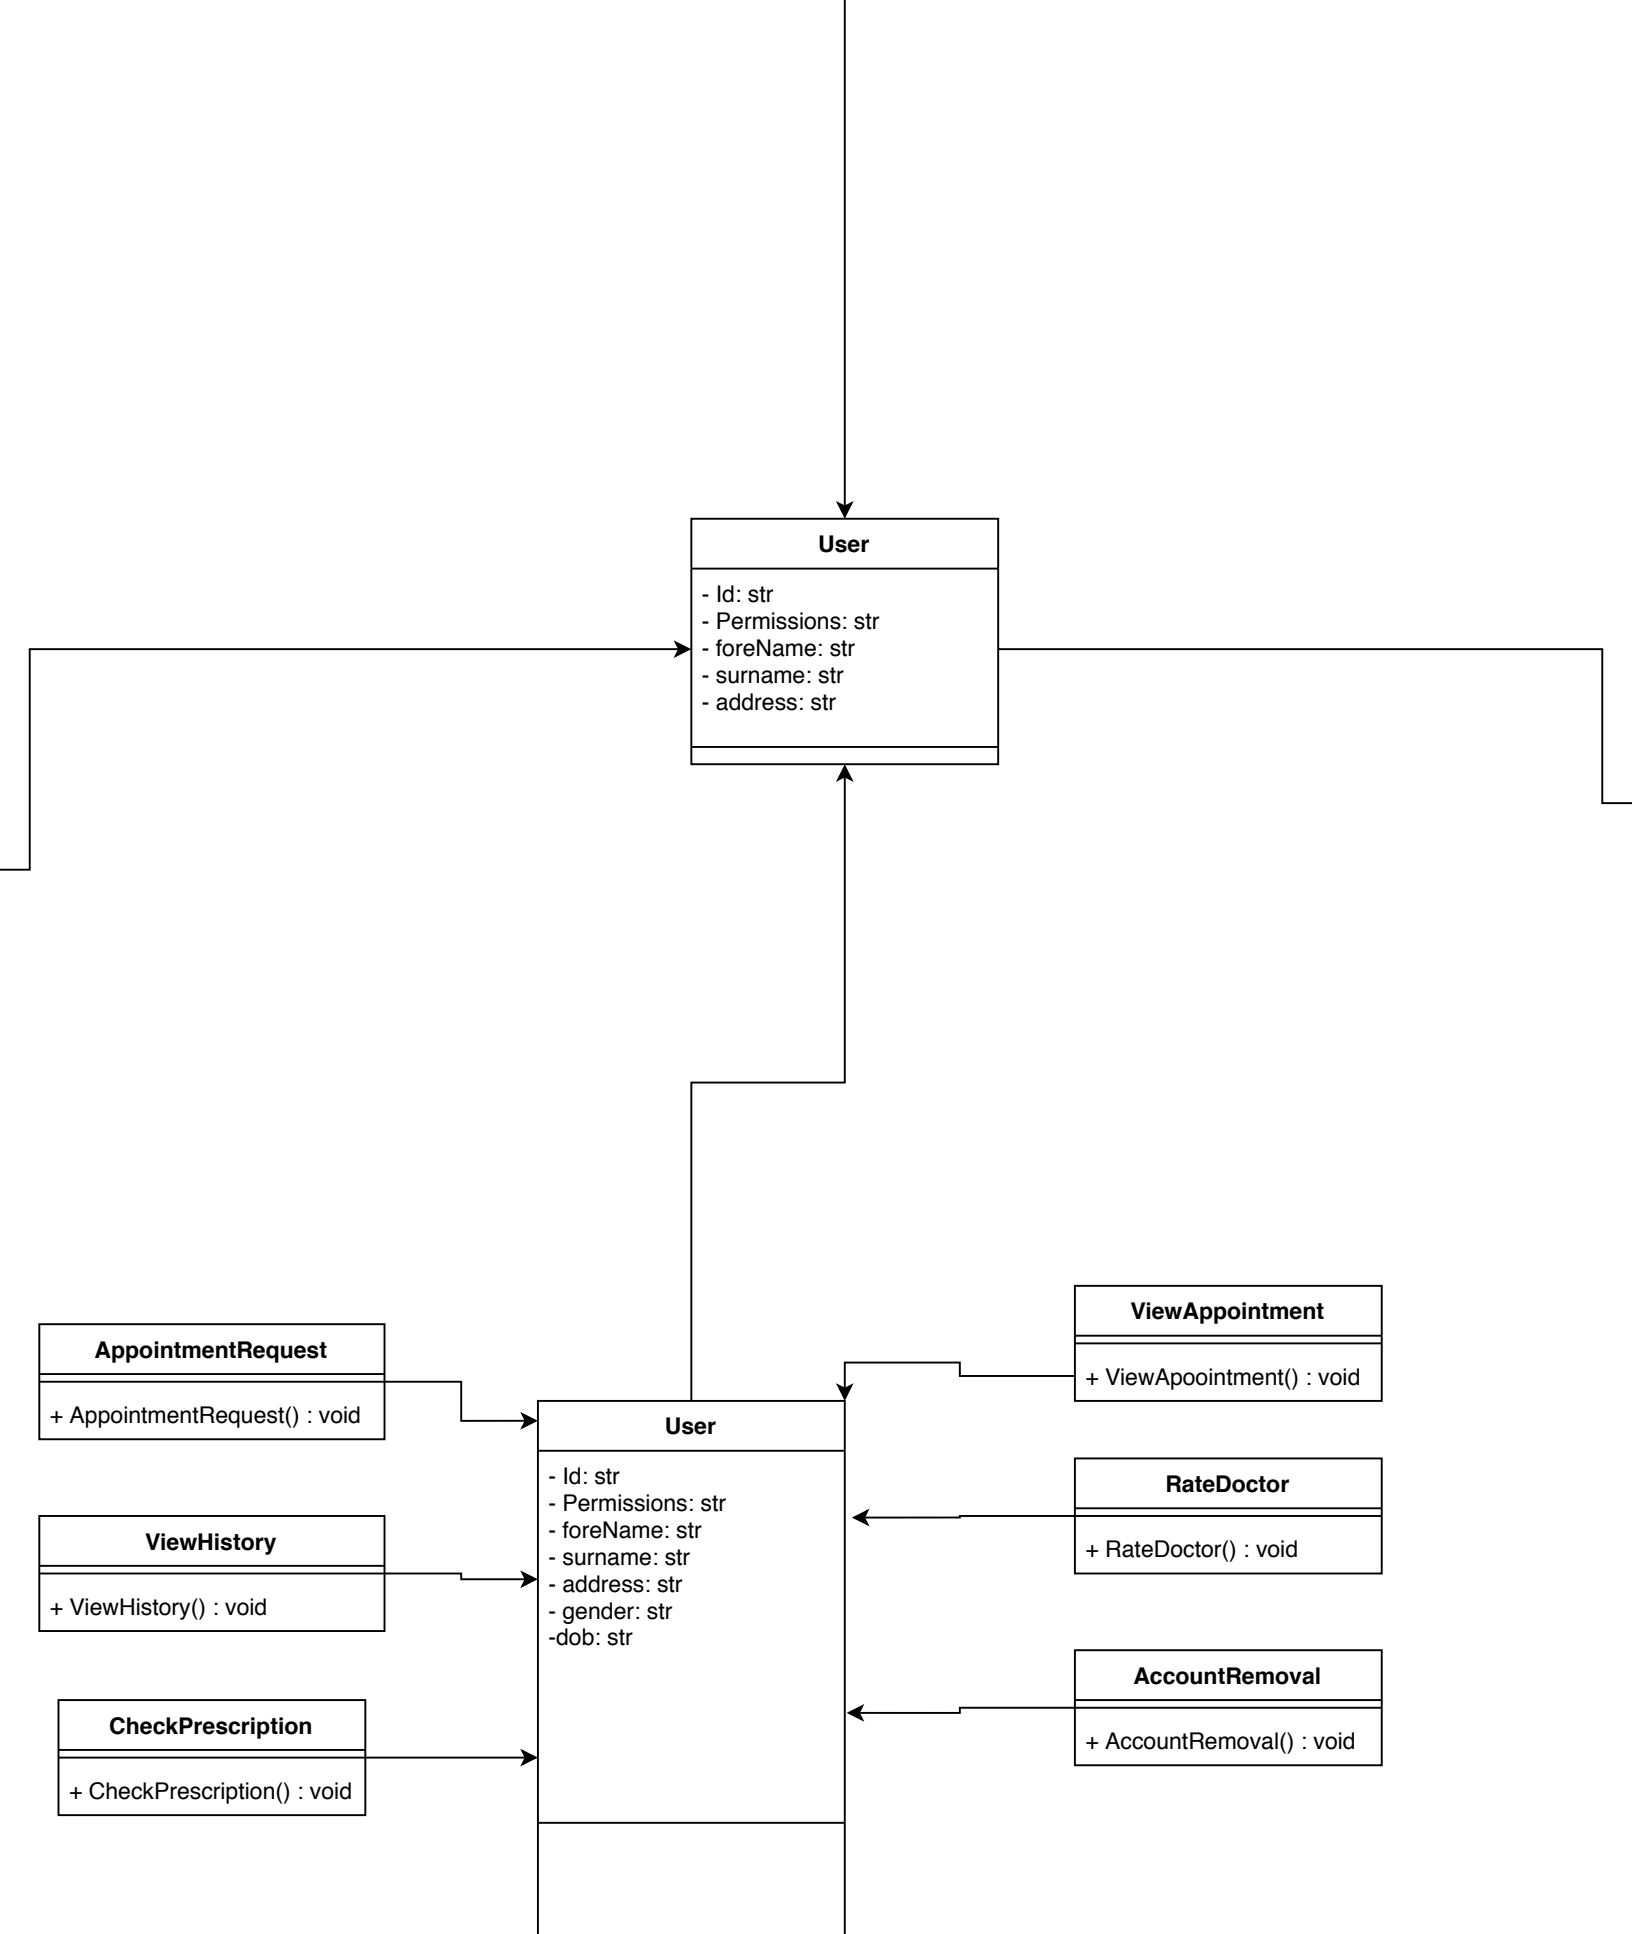 User
- Id: str
- Permissions: str
- foreName: str
- surname: str
- address: str
AppointmentRequest
+ AppointmentRequest() : void
ViewHistory
+ ViewHistory() : void
CheckPrescription
+ CheckPrescription() : void
User
- Id: str
- Permissions: str
- foreName: str
- surname: str
- address: str
- gender: str
-dob: str
ViewAppointment
+ ViewApoointment() : void
RateDoctor
+ RateDoctor() : void
AccountRemoval
+ AccountRemoval() : void